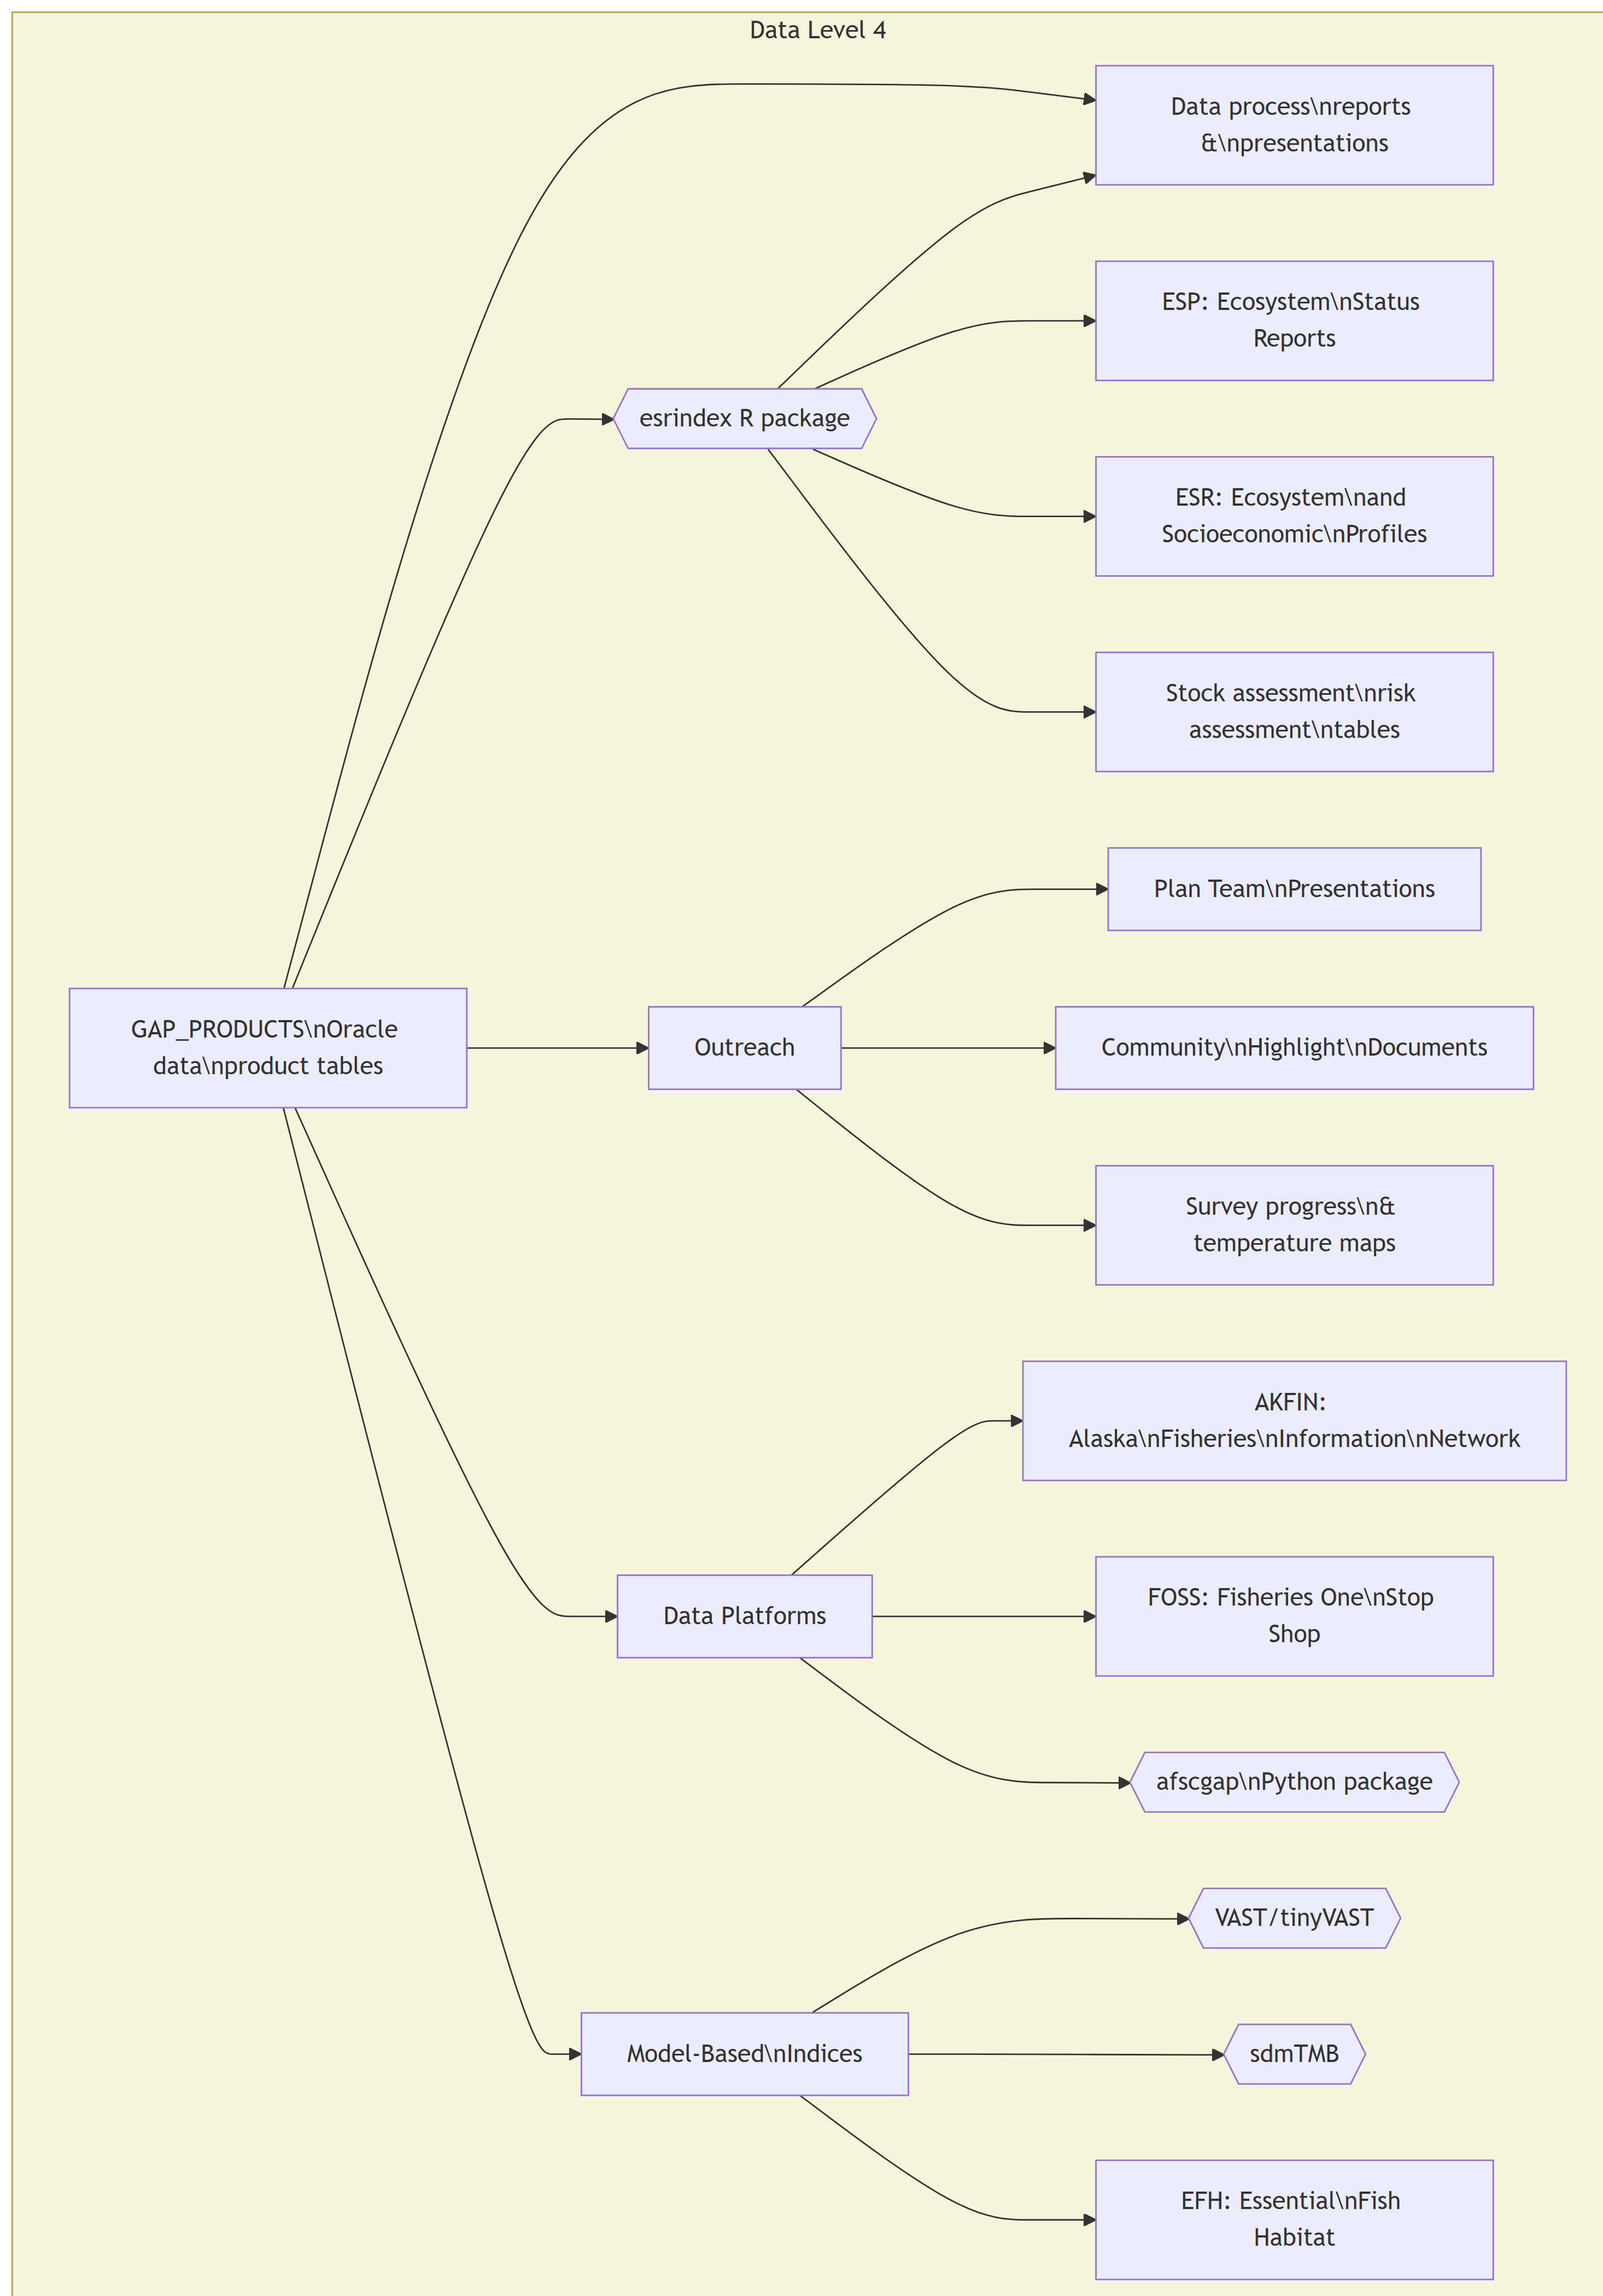 Data Level 4
Data process\nreports
&\npresentations
ESP: Ecosystem\nStatus
Reports
esrindex R package
ESR: Ecosystem\nand
Socioeconomic\nProfiles
Stock assessment\nrisk
assessment\ntables
Plan Team\nPresentations
GAP_PRODUCTS\nOracle
data\nproduct tables
Outreach
Community\nHighlight\nDocuments
Survey progress\n&
temperature maps
AKFIN:
Alaska\nFisheries\nInformation\nNetwork
Data Platforms
FOSS: Fisheries One\nStop
Shop
afscgap\nPython package
VAST/tinyVAST
Model-Based\nIndices
sdmTMB
EFH: Essential\nFish
Habitat